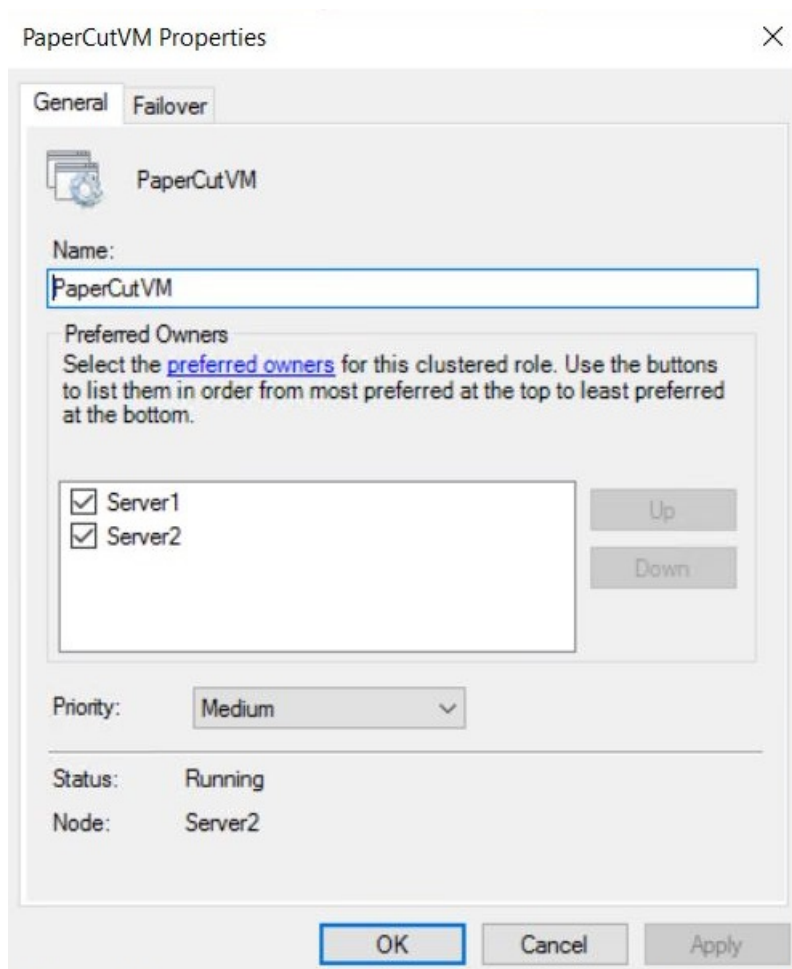 PaperCutVM Properties
General Failover
PaperCutVM
Name:
PaperCutVM
Preferred Owners
Select the preferred owners for this clustered role. Use the buttons
to list them in order from most preferred at the top to least preferred
at the bottom.
Server1
Up
Server2
Down
Priority: Medium
Status: Running
Node: Server2
OK Cancel Apply